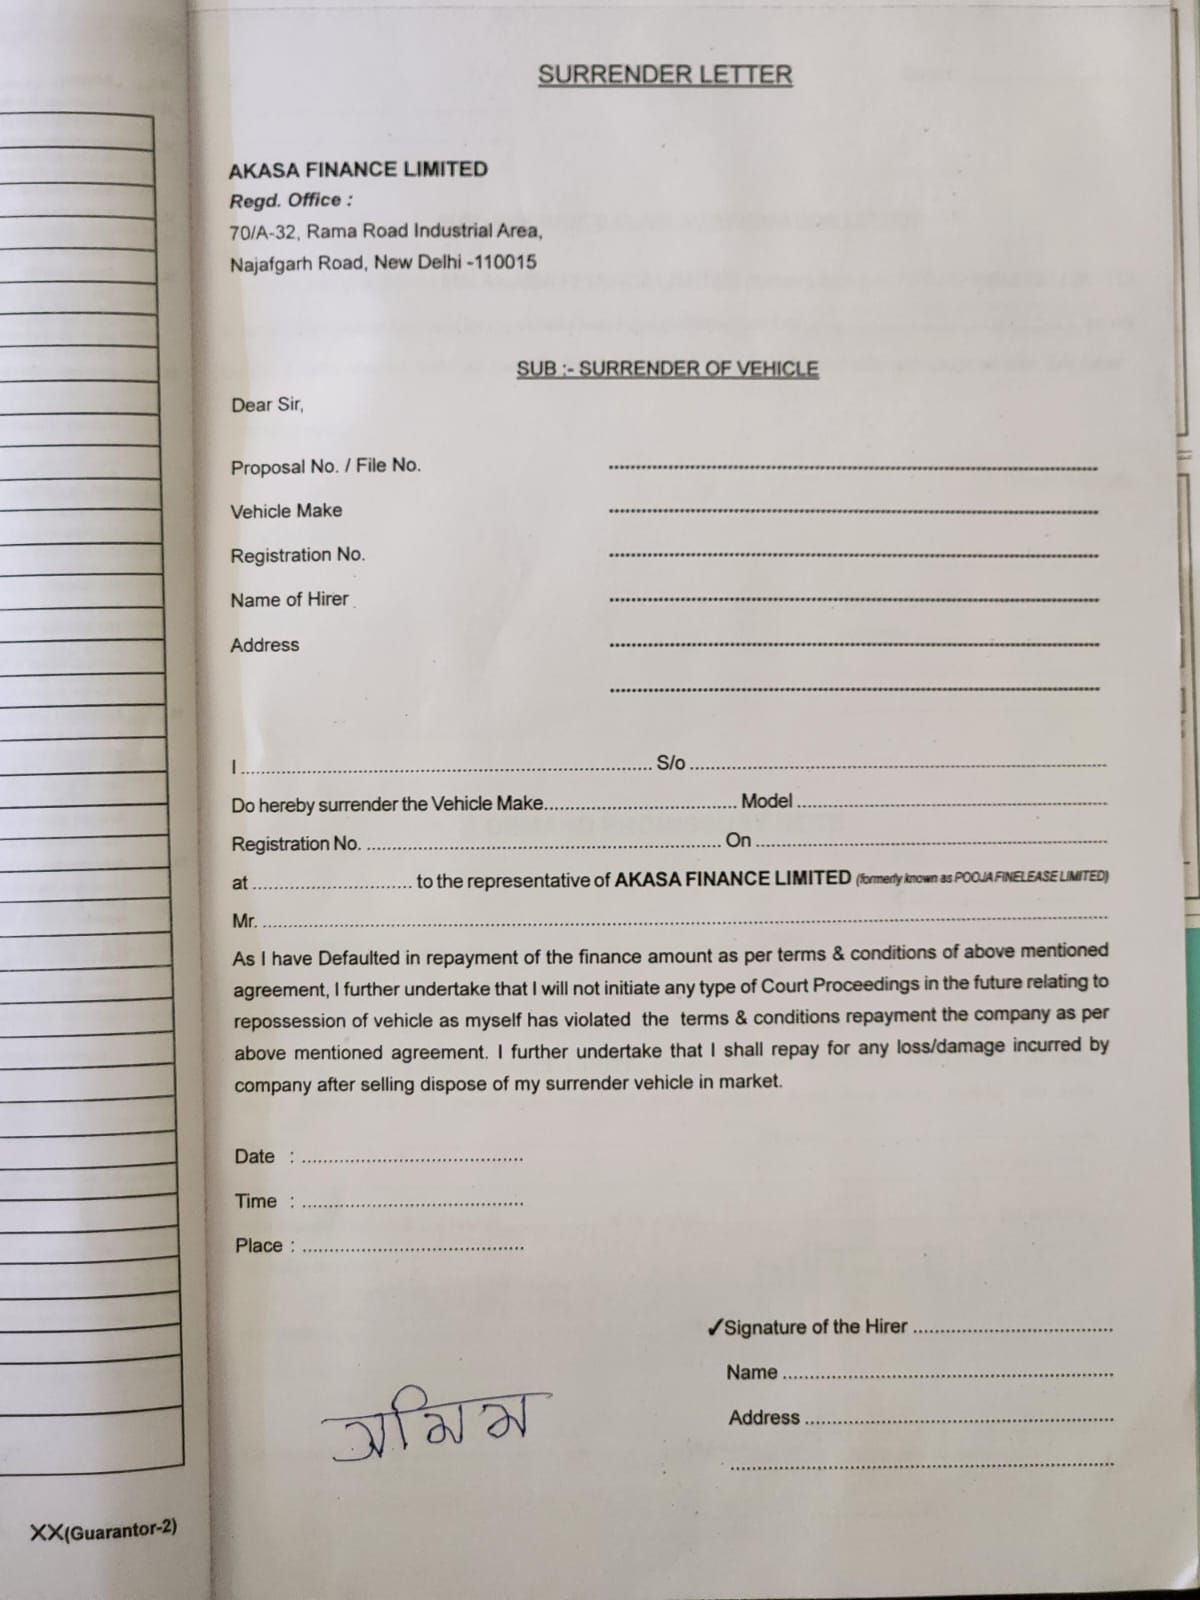 SURRENDER LETTER
AKASA FINANCE LIMITED
Regd. Office :
70/A-32, Rama Road Industrial Area,
Najafgarh Road, New Delhi -110015
SUB :- SURRENDER OF VEHICLE
Dear Sir,
Proposal No. / File No. ....................
Vehicle Make ....................
Registration No. ....................
Name of Hirer ....................
Address ....................
....................
I .................... S/o ....................
Do hereby surrender the Vehicle Make.................... Model ....................
Registration No. .................... On ....................
at .................... to the representative of AKASA FINANCE LIMITED (formerly known as POOJA FINELEASE LIMITED)
Mr. ....................
As I have Defaulted in repayment of the finance amount as per terms & conditions of above mentioned
agreement, I further undertake that I will not initiate any type of Court Proceedings in the future relating to
repossession of vehicle as myself has violated the terms & conditions repayment the company as per
above mentioned agreement. I further undertake that I shall repay for any loss/damage incurred by
company after selling dispose of my surrender vehicle in market.
Date : ....................
Time : ....................
Place : ....................
✓Signature of the Hirer ....................
Name ....................
Address ....................
....................
XX(Guarantor-2)